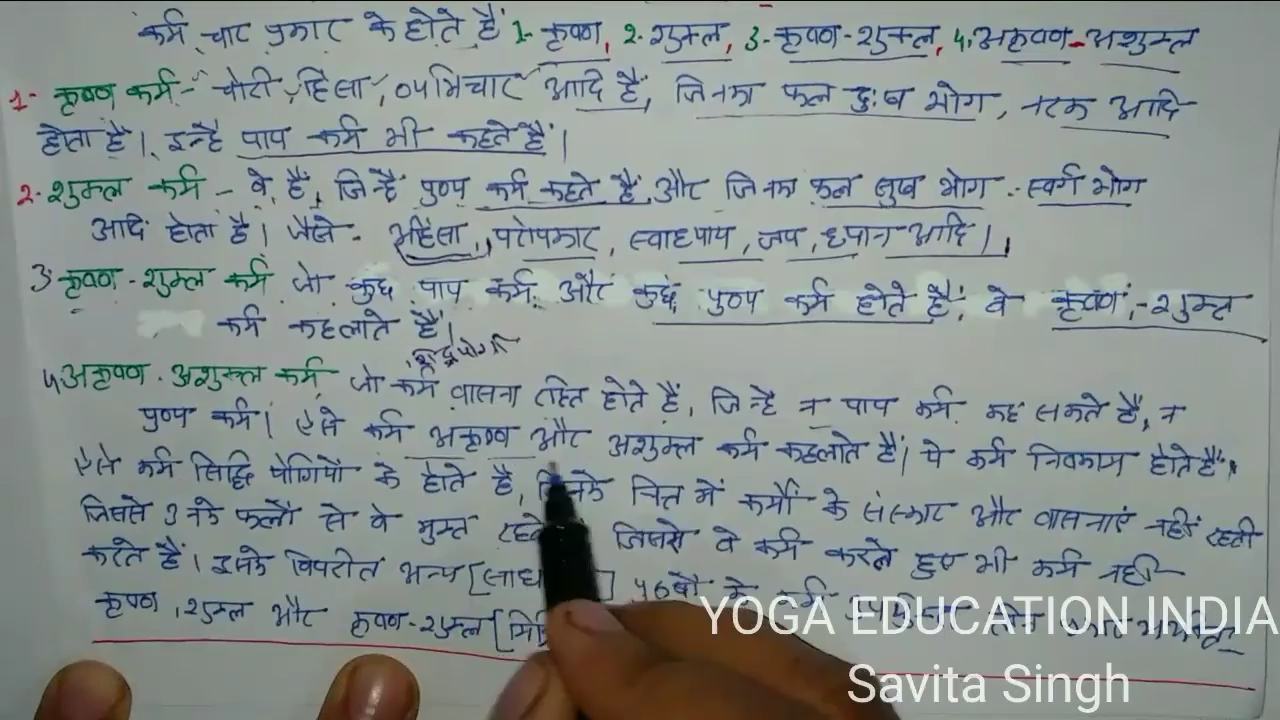 कर्म चार प्रकार के होते हैं 1- कृष्ण, 2- शुक्ल, 3- कृष्ण-शुक्ल, 4. अकृष्ण-अशुक्ल
1- कृष्ण कर्म- चोरी, हिंसा, व्यभिचार आदि हैं, जिनका फल दुःख भोग, नरक आदि
होता है। इन्हें पाप कर्म भी कहते हैं।
2- शुक्ल कर्म - वे हैं, जिन्हें पुण्य कर्म कहते हैं और जिनका फल सुख भोग - स्वर्ग भोग
आदि होता है। जैसे- अहिंसा, परोपकार, स्वाध्याय, जप, ध्यान आदि।
3 कृष्ण-शुक्ल कर्म जो कुछ पाप कर्म और कुछ पुण्य कर्म होते हैं, वे कृष्ण-शुक्ल
कर्म कहलाते हैं।
4 अकृष्ण-अशुक्ल कर्म जो कर्म वासना रहित होते हैं, जिन्हें न पाप कर्म कह सकते हैं, न
पुण्य कर्म। ऐसे कर्म अकृष्ण और अशुक्ल कर्म कहलाते हैं। ये कर्म निष्काम होते हैं।
ऐसे कर्म सिद्धि योगियों के होते है, चित्त में कर्मों के संस्कार और वासनाएं नहीं रहती
जिससे उनके फलों से वे मुक्त जिससे वे कर्म करते हुए भी कर्म नहीं
करते हैं। इसके विपरीत अन्य के कर्म
कृष्ण, शुक्ल और कृष्ण-शुक्ल
YOGA EDUCATION INDIA
Savita Singh